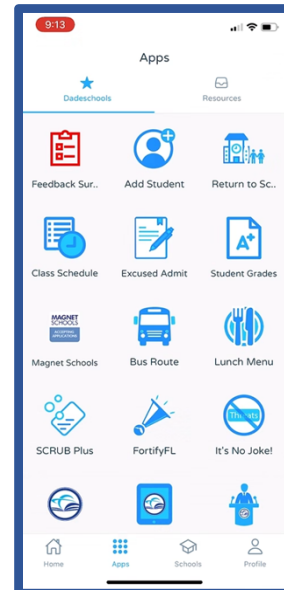 9:13
Apps
Dadeschools
Resources
Feedback Sur..
Add Student
Return to Sc..
Class Schedule
Excused Admit
A+
Student Grades
MAGNET
SCHOOLS
ACCEPTING
APPLICATIONS
Magnet Schools
Bus Route
Lunch Menu
Threats
SCRUB Plus
FortifyFL
It's No Joke!
Home
Apps
Schools
Profile